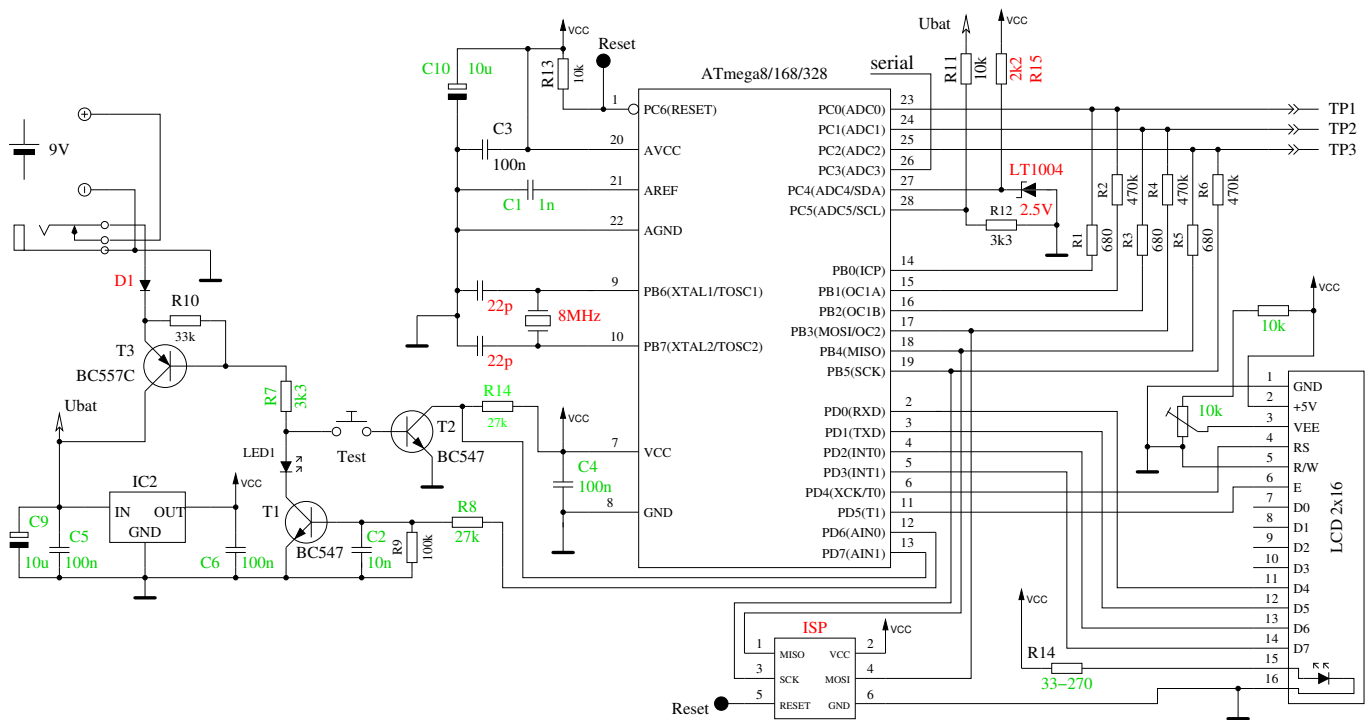 VCC
Reset
C10
10u
R13
10k
ATmega8/168/328
serial
Ubat
R11
10k
VCC
2k2
R15
9V
1
PC6(RESET)
C3
100n
20
AVCC
C1
1n
21
AREF
22
AGND
22p
9
PB6(XTAL1/TOSC1)
8MHz
22p
10
PB7(XTAL2/TOSC2)
7
VCC
8
GND
23
PC0(ADC0)
24
PC1(ADC1)
25
PC2(ADC2)
26
PC3(ADC3)
27
PC4(ADC4/SDA)
28
PC5(ADC5/SCL)
14
PB0(ICP)
15
PB1(OC1A)
16
PB2(OC1B)
17
PB3(MOSI/OC2)
18
PB4(MISO)
19
PB5(SCK)
2
PD0(RXD)
3
PD1(TXD)
4
PD2(INT0)
5
PD3(INT1)
6
PD4(XCK/T0)
11
PD5(T1)
12
PD6(AIN0)
13
PD7(AIN1)
LT1004
2.5V
R12
3k3
R1
680
R2
470k
R3
680
R4
470k
R5
680
R6
470k
TP1
TP2
TP3
D1
R10
33k
T3
BC557C
Ubat
R7
3k3
LED1
Test
T2
BC547
R14
27k
VCC
C4
100n
T1
BC547
R8
27k
C2
10n
R9
100k
IC2
IN
OUT
GND
VCC
C9
10u
C5
100n
C6
100n
ISP
1
MISO
3
SCK
5
RESET
VCC
2
MOSI
4
GND
6
VCC
Reset
VCC
10k
10k
1
GND
2
+5V
3
VEE
4
RS
5
R/W
6
E
7
D0
8
D1
9
D2
10
D3
11
D4
12
D5
13
D6
14
D7
15
16
LCD 2x16
VCC
R14
33−270